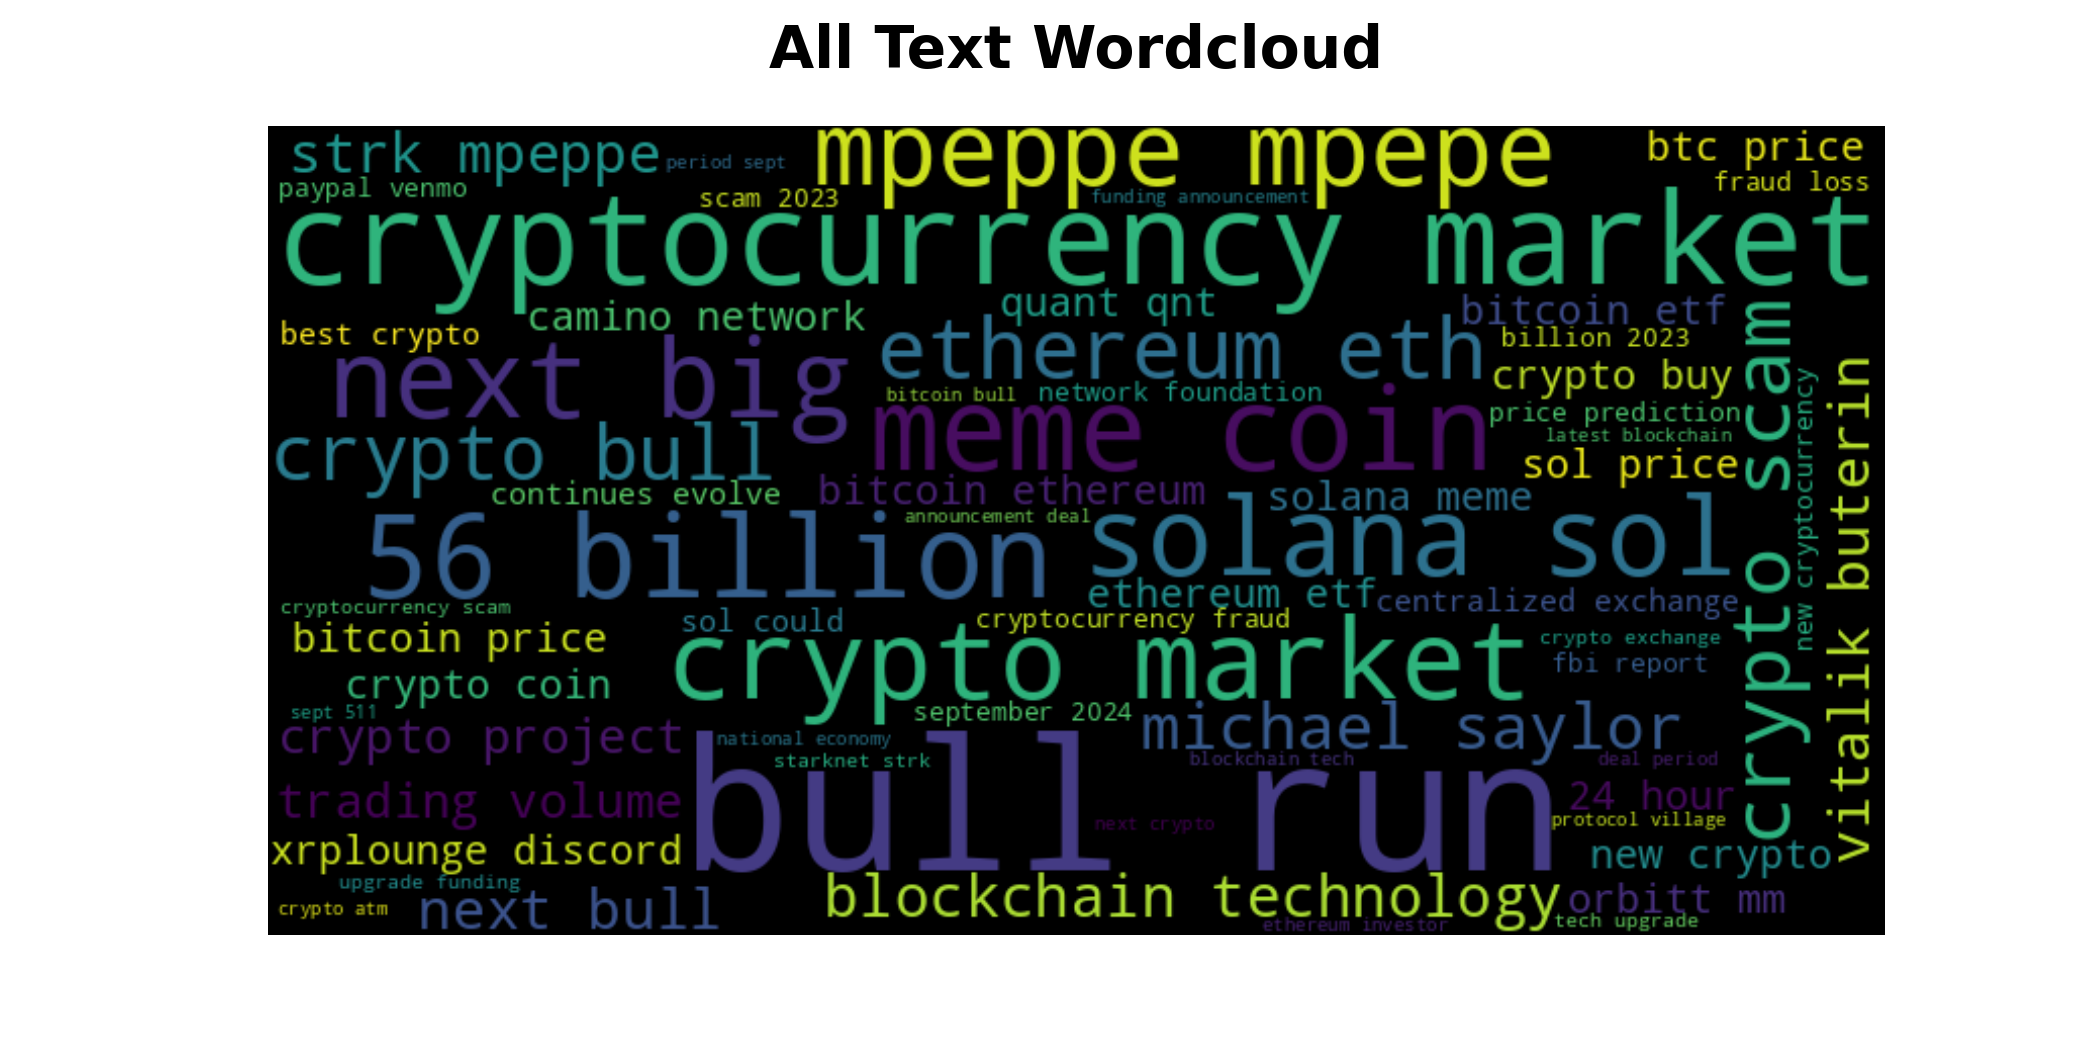 All Text Wordcloud
strk mpeppe
period sept
mpeppe mpepe
btc price
paypal venmo
scam 2023
funding announcement
fraud loss
cryptocurrency market
camino network
quant qnt
bitcoin etf
best crypto
next big
ethereum eth
billion 2023
crypto buy
bitcoin bull
network foundation
meme coin
price prediction
latest blockchain
crypto bull
sol price
continues evolve
bitcoin ethereum
solana meme
announcement deal
56 billion
solana sol
crypto scam
new cryptocurrency
vitalik buterin
ethereum etf
centralized exchange
cryptocurrency scam
sol could
cryptocurrency fraud
bitcoin price
crypto market
crypto exchange
fbi report
crypto coin
sept 511
september 2024
michael saylor
crypto project
national economy
starknet strk
blockchain tech
deal period
bull run
trading volume
24 hour
next crypto
protocol village
xrplounge discord
new crypto
upgrade funding
crypto atm
next bull
blockchain technology
orbitt mm
ethereum investor
tech upgrade